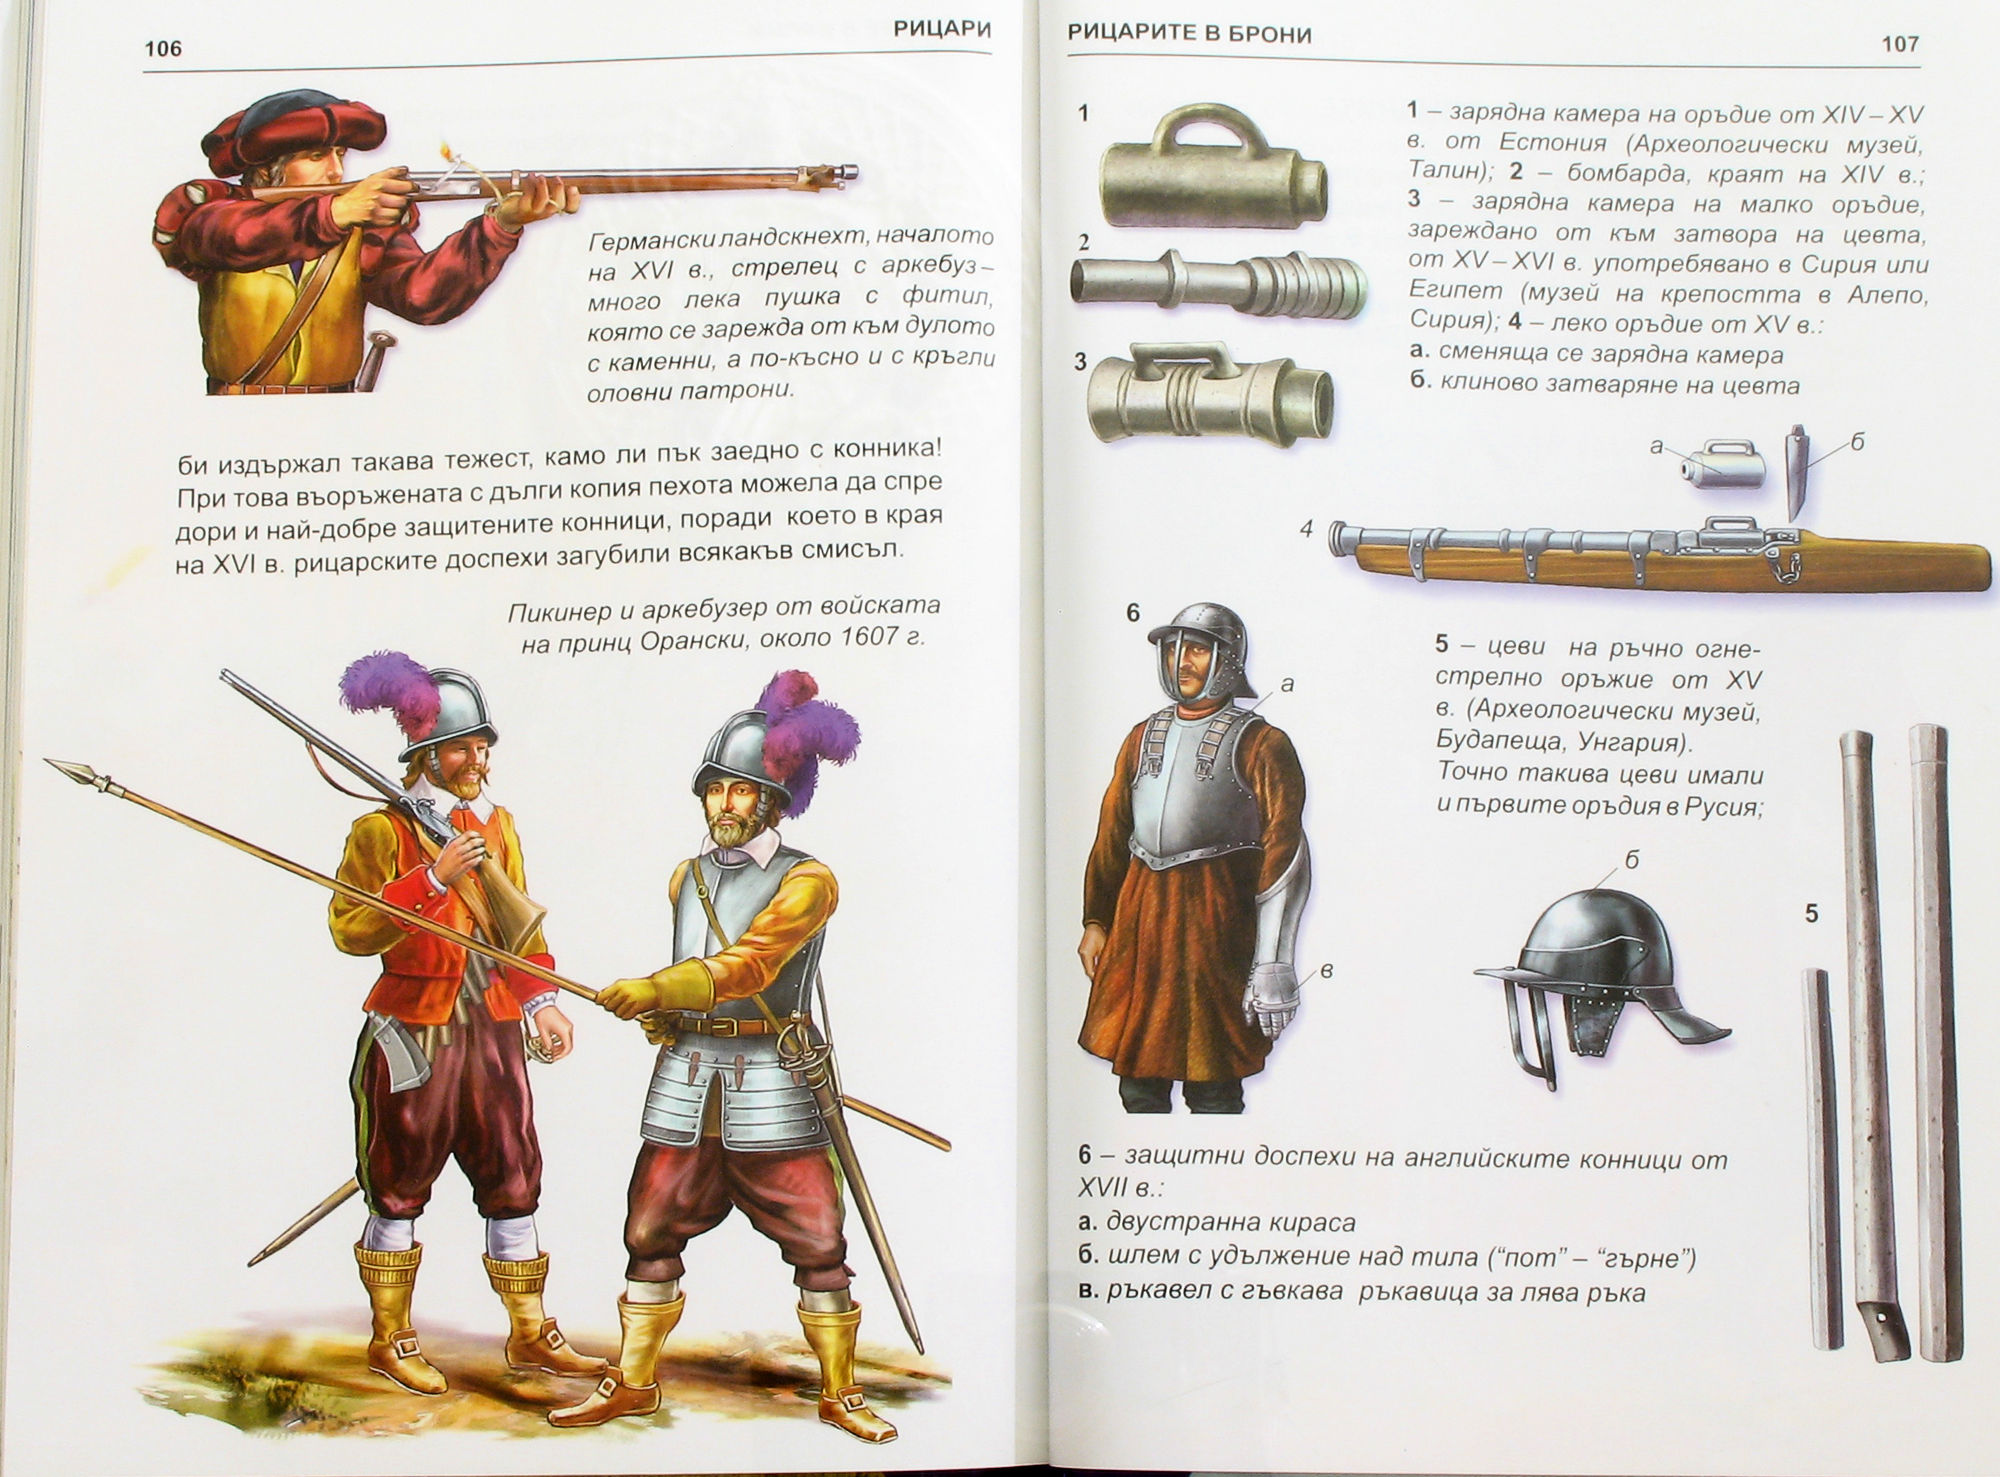 106
РИЦАРИ
Германски ландскнехт, началото
на XVI в., стрелец с аркебуз –
много лека пушка с фитил,
която се зарежда от към дулото
с каменни, а по-късно и с кръгли
оловни патрони.
би издържал такава тежест, камо ли пък заедно с конника!
При това въоръжената с дълги копия пехота можела да спре
дори и най-добре защитените конници, поради които в края
на XVI в. рицарските доспехи загубили всякакъв смисъл.
Пикинер и аркебузер от войската
на принц Орански, около 1607 г.
РИЦАРИТЕ В БРОНИ
107
1
2
3
1 – зарядна камера на оръдие от XIV – XV
в. от Естония (Археологически музей,
Талин); 2 – бомбарда, краят на XIV в.;
3 – зарядна камера на малко оръдие,
зареждано от към затвора на цевта,
от XV – XVI в. употребявано в Сирия или
Египет (музей на крепостта в Алепо,
Сирия); 4 – леко оръдие от XV в.:
а. сменяща се зарядна камера
б. клиново затваряне на цевта
а
б
4
6
а
в
5 – цеви на ръчно огне-
стрелно оръжие от XV
в. (Археологически музей,
Будапеща, Унгария).
Точно такива цеви имали
и първите оръдия в Русия;
б
5
6 – защитни доспехи на английските конници от
XVII в.:
а. двустранна кираса
б. шлем с удължение над тила (“пот” – “гърне”)
в. ръкавел с гъвкава ръкавица за лява ръка